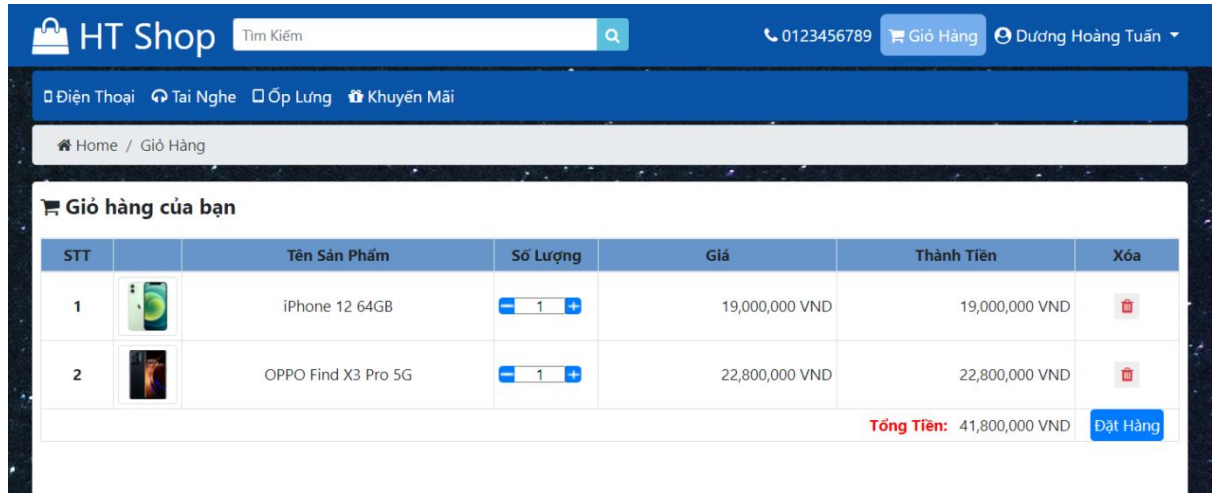 HT Shop Tìm Kiếm 0123456789 Giỏ Hàng Dương Hoàng Tuấn
Điện Thoại Tai Nghe Ốp Lưng Khuyến Mãi
Home / Giỏ Hàng
Giỏ hàng của bạn
STT Tên Sản Phẩm Số Lượng Giá Thành Tiền Xóa
1 iPhone 12 64GB 1 19,000,000 VND 19,000,000 VND
2 OPPO Find X3 Pro 5G 1 22,800,000 VND 22,800,000 VND
Tổng Tiền: 41,800,000 VND Đặt Hàng